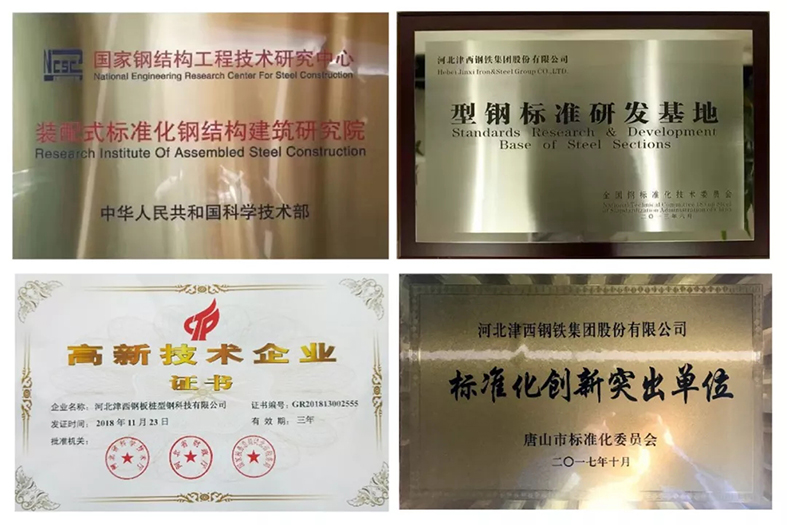 NCSC
国家钢结构工程技术研究中心
National Engineering Research Center For Steel Construction
装配式标准化钢结构建筑研究院
Research Institute Of Assembled Steel Construction
中华人民共和国科学技术部
河北津西钢铁集团股份有限公司
Hebei Jinxi Iron&Steel Group CO.,LTD.
型钢标准研发基地
Standards Research & Development
Base of Steel Sections
全国钢标准化技术委员会
高新技术企业
证书
企业名称：河北津西钢板桩型钢科技有限公司
证书编号：GR201813002555
发证时间：2018年11月23日
有效期：三年
批准机关：
河北津西钢铁集团股份有限公司
标准化创新突出单位
唐山市标准化委员会
二〇一七年十月